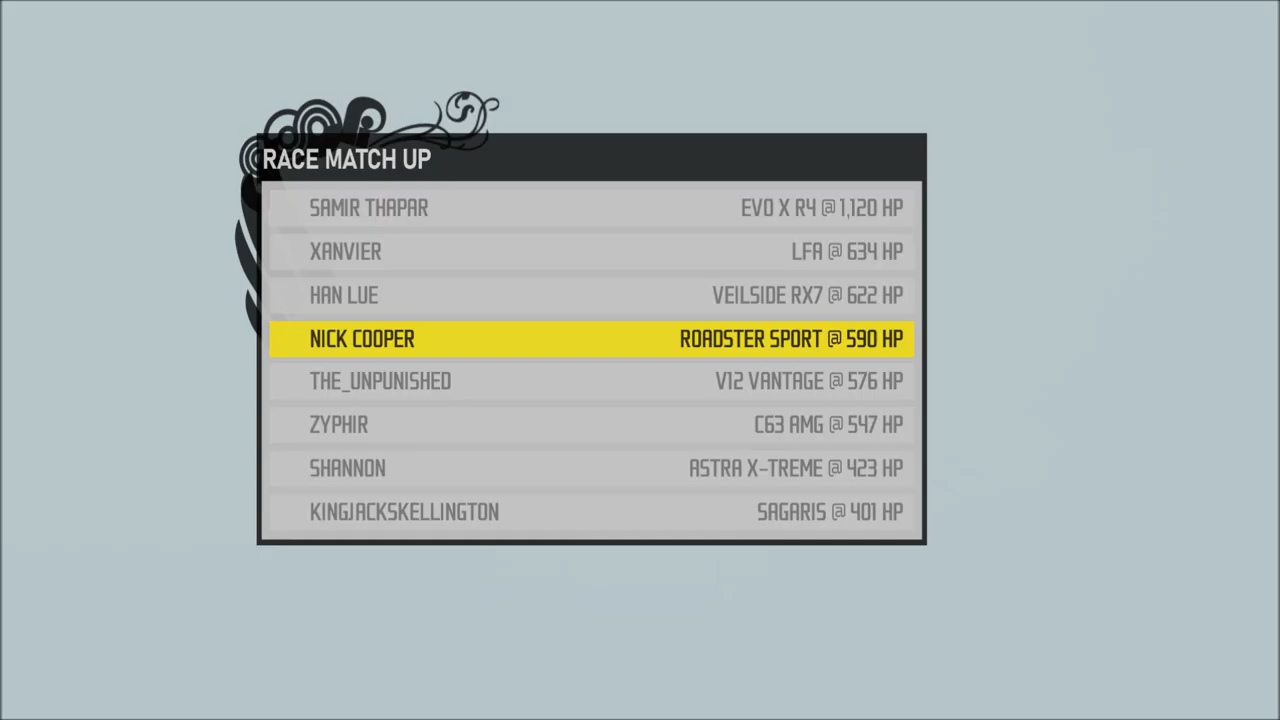 RACE MATCH UP
SAMIR THAPAR EVO X R4 @ 1,120 HP
XANVIER LFA @ 634 HP
HAN LUE VEILSIDE RX7 @ 622 HP
NICK COOPER ROADSTER SPORT @ 590 HP
THE_UNPUNISHED V12 VANTAGE @ 576 HP
ZYPHIR C63 AMG @ 547 HP
SHANNON ASTRA X-TREME @ 423 HP
KINGJACKSKELLINGTON SAGARIS @ 401 HP